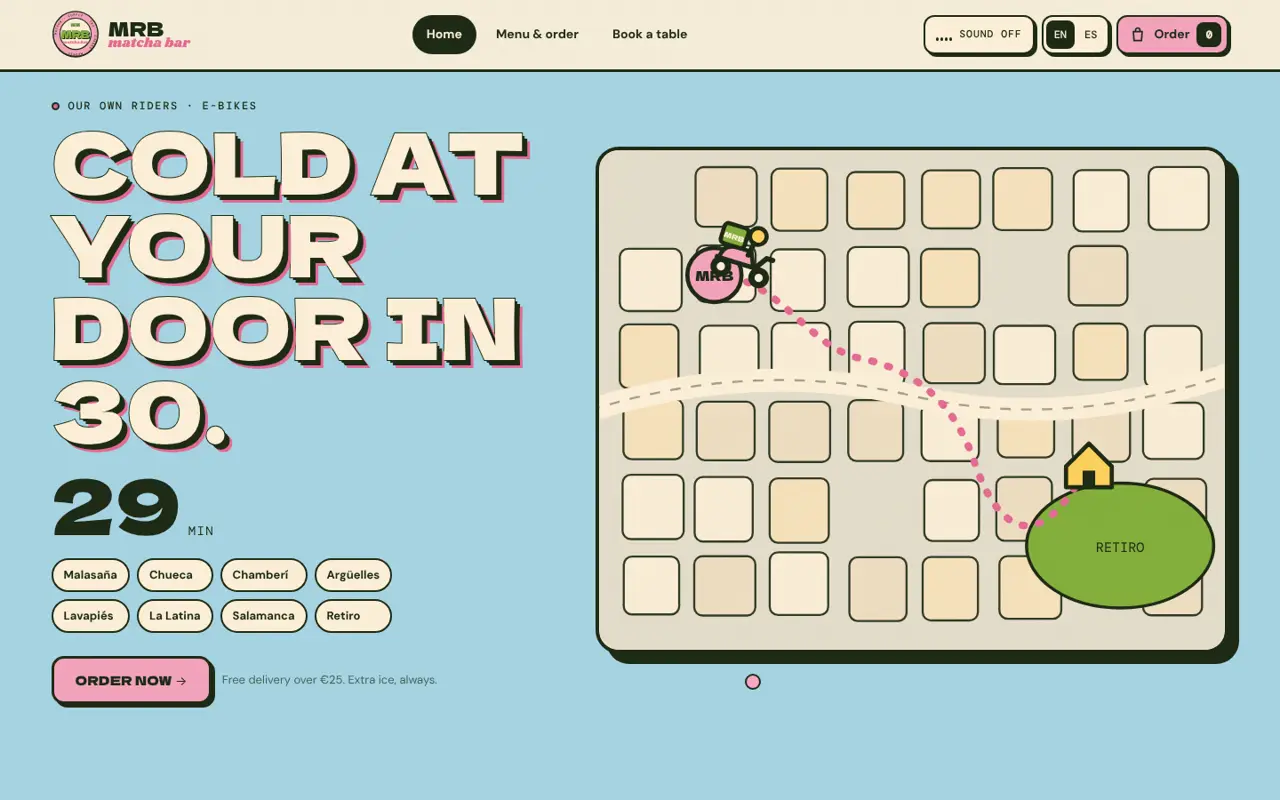 MRB
matcha bar
Home
Menu & order
Book a table
SOUND OFF
EN
ES
Order
0
OUR OWN RIDERS · E-BIKES
COLD AT
YOUR
DOOR IN
30.
29 MIN
Malasaña
Chueca
Chamberí
Argüelles
Lavapiés
La Latina
Salamanca
Retiro
ORDER NOW →
Free delivery over €25. Extra ice, always.
MRB
MRB
RETIRO